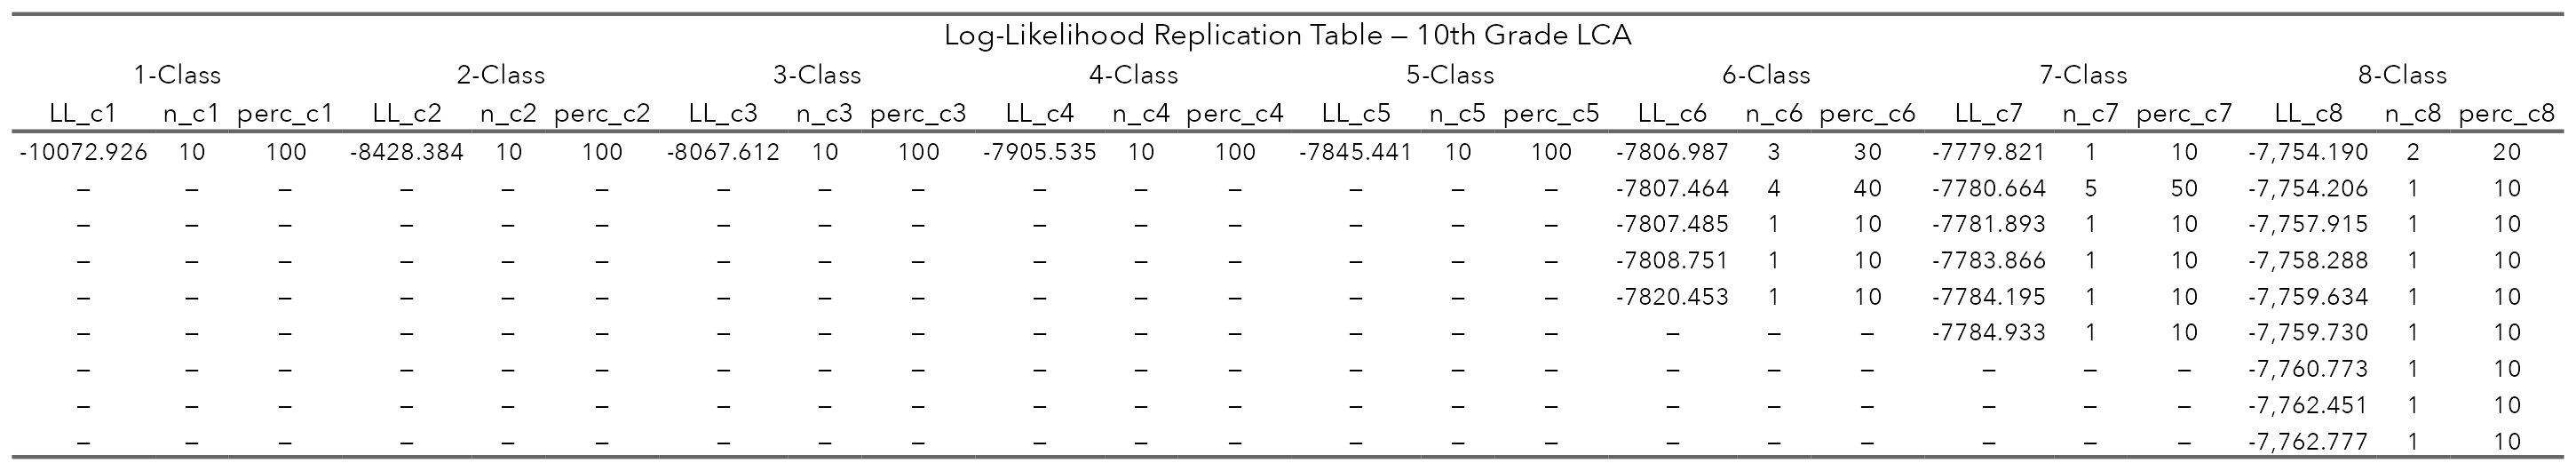 Log-Likelihood Replication Table – 10th Grade LCA
1-Class 2-Class 3-Class 4-Class 5-Class 6-Class 7-Class 8-Class
LL_c1 n_c1 perc_c1 LL_c2 n_c2 perc_c2 LL_c3 n_c3 perc_c3 LL_c4 n_c4 perc_c4 LL_c5 n_c5 perc_c5 LL_c6 n_c6 perc_c6 LL_c7 n_c7 perc_c7 LL_c8 n_c8 perc_c8
-10072.926 10 100 -8428.384 10 100 -8067.612 10 100 -7905.535 10 100 -7845.441 10 100 -7806.987 3 30 -7779.821 1 10 -7,754.190 2 20
– – – – – – – – – – – – – – – -7807.464 4 40 -7780.664 5 50 -7,754.206 1 10
– – – – – – – – – – – – – – – -7807.485 1 10 -7781.893 1 10 -7,757.915 1 10
– – – – – – – – – – – – – – – -7808.751 1 10 -7783.866 1 10 -7,758.288 1 10
– – – – – – – – – – – – – – – -7820.453 1 10 -7784.195 1 10 -7,759.634 1 10
– – – – – – – – – – – – – – – – – – -7784.933 1 10 -7,759.730 1 10
– – – – – – – – – – – – – – – – – – – – – -7,760.773 1 10
– – – – – – – – – – – – – – – – – – – – – -7,762.451 1 10
– – – – – – – – – – – – – – – – – – – – – -7,762.777 1 10